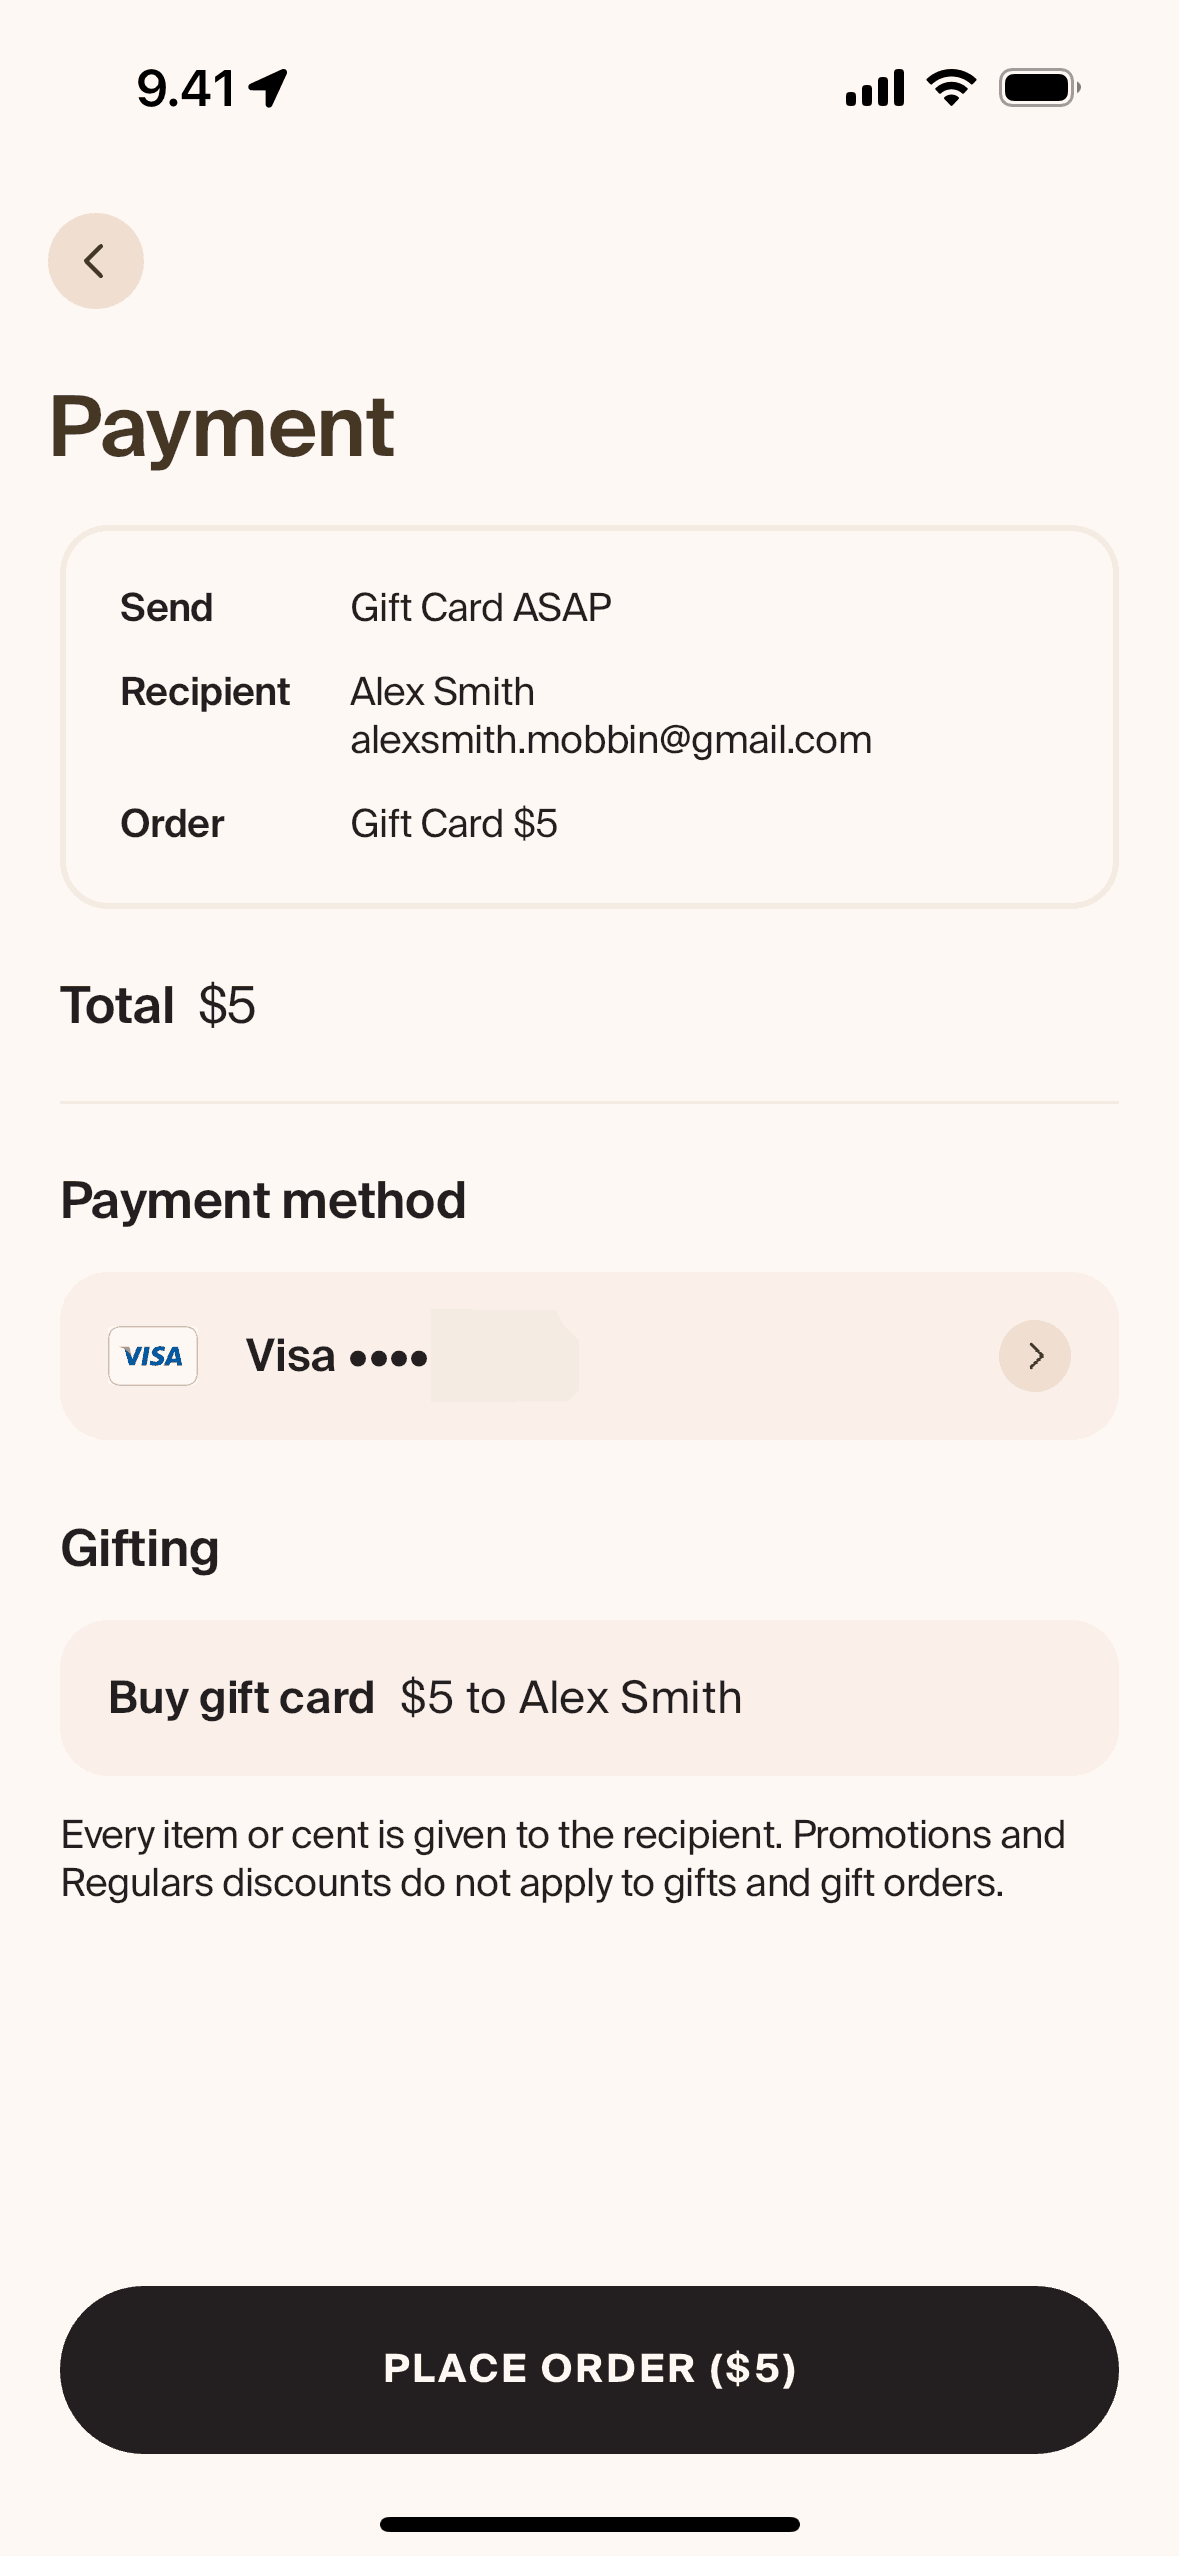 9.41
Payment
Send Gift Card ASAP
Recipient Alex Smith
alexsmith.mobbin@gmail.com
Order Gift Card $5
Total $5
Payment method
VISA Visa ••••
Gifting
Buy gift card $5 to Alex Smith
Every item or cent is given to the recipient. Promotions and
Regulars discounts do not apply to gifts and gift orders.
PLACE ORDER ($5)